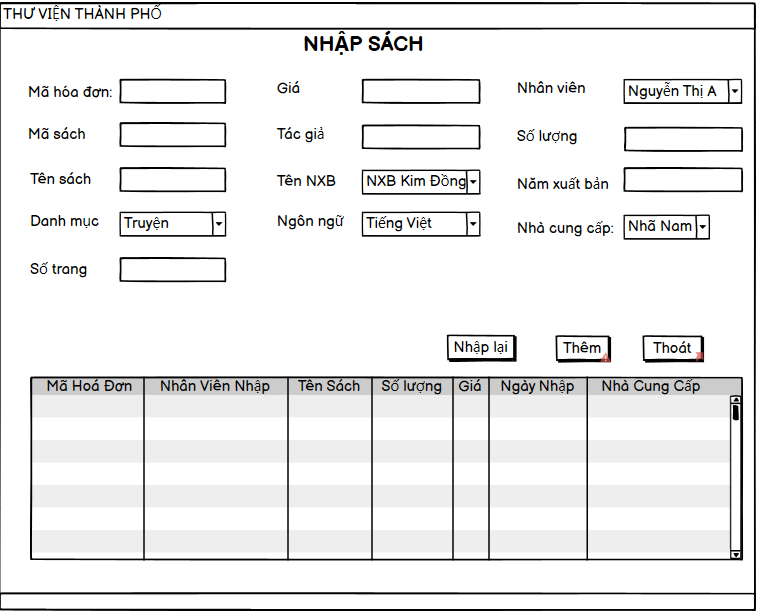 THƯ VIỆN THÀNH PHỐ
NHẬP SÁCH
Mã hóa đơn: Giá Nhân viên Nguyễn Thị A
Mã sách Tác giả Số lượng
Tên sách Tên NXB NXB Kim Đồng Năm xuất bản
Danh mục Truyện Ngôn ngữ Tiếng Việt Nhà cung cấp: Nhã Nam
Số trang
Nhập lại Thêm Thoát
Mã Hoá Đơn Nhân Viên Nhập Tên Sách Số lượng Giá Ngày Nhập Nhà Cung Cấp